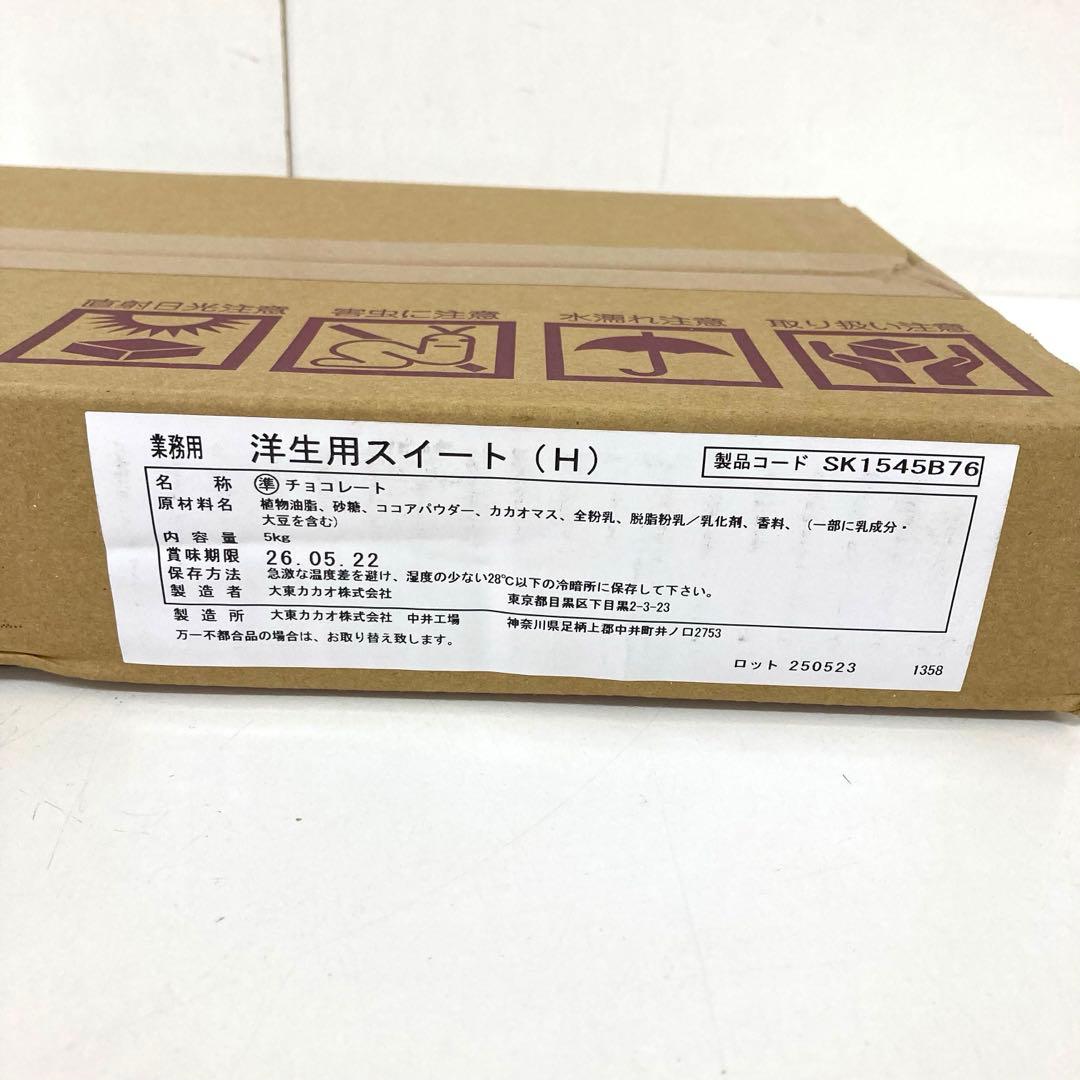 直射日光注意 害虫に注意 水濡れ注意 取り扱い注意
業務用 洋生用スイート(H) 製品コード SK1545B76
名称 ㊜チョコレート
原材料名 植物油脂、砂糖、ココアパウダー、カカオマス、全粉乳、脱脂粉乳/乳化剤、香料、(一部に乳成分・
大豆を含む)
内容量 5kg
賞味期限 26.05.22
保存方法 急激な温度差を避け、湿度の少ない28℃以下の冷暗所に保存して下さい。
製造者 大東カカオ株式会社 東京都目黒区下目黒2-3-23
製造所 大東カカオ株式会社 中井工場 神奈川県足柄上郡中井町井ノ口2753
万一不都合品の場合は、お取り替え致します。
ロット 250523 1358